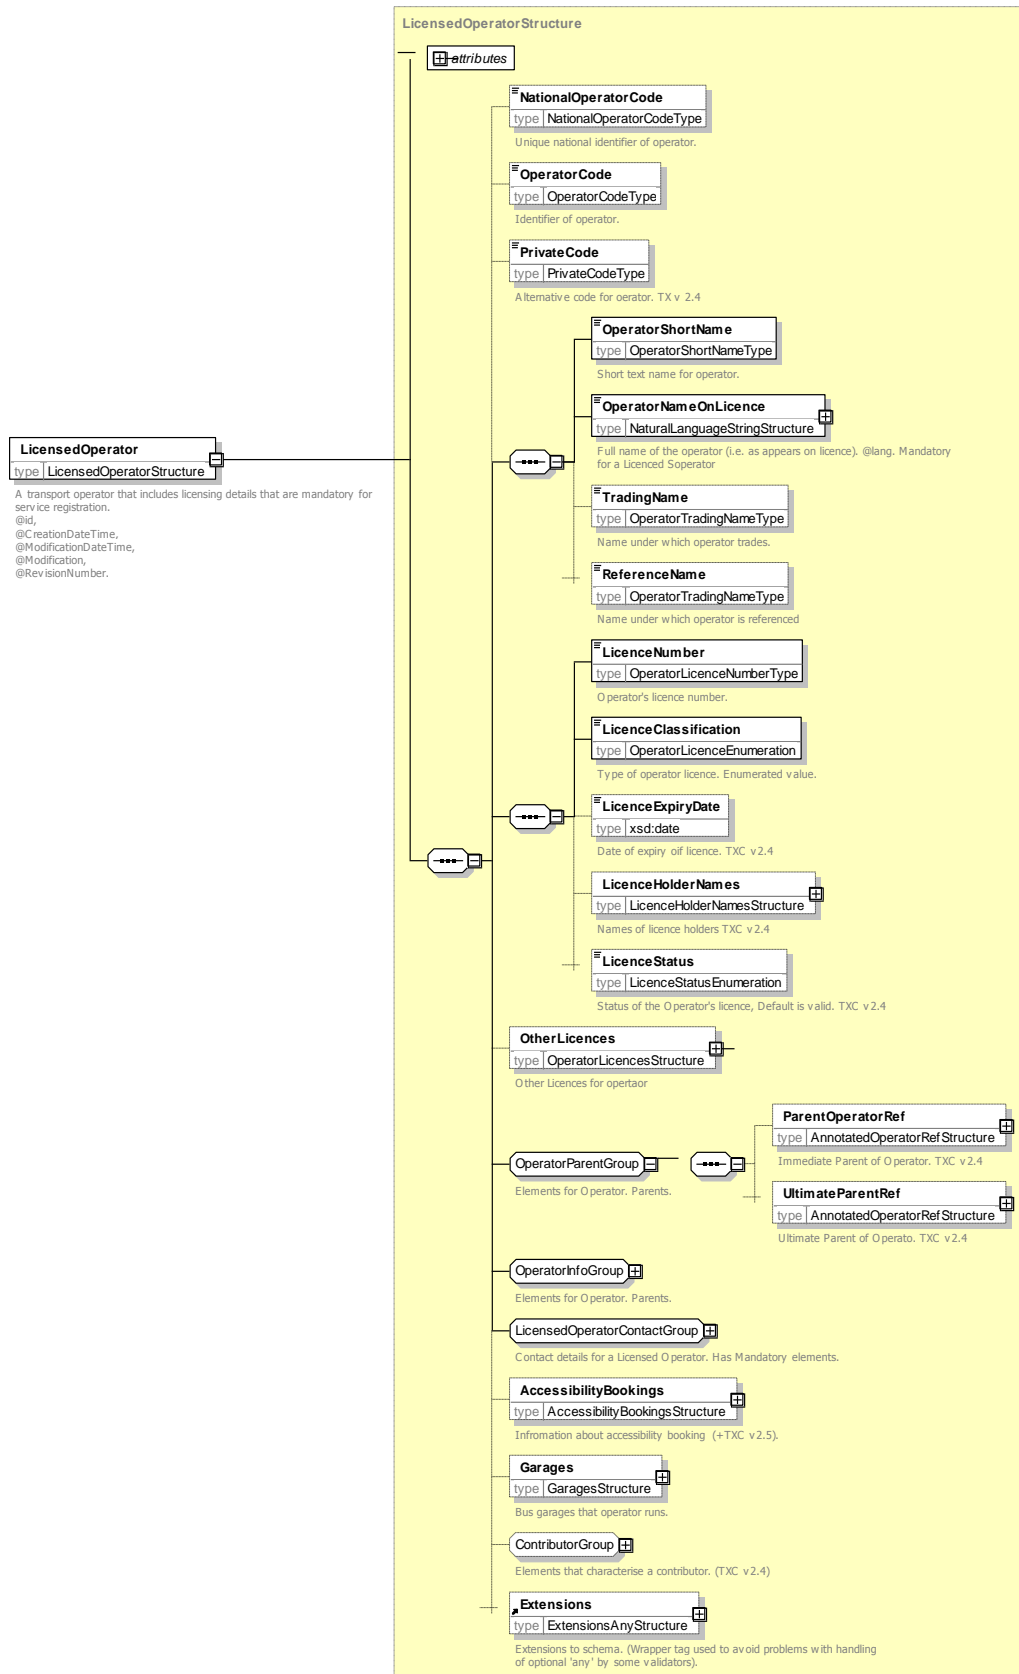 LicensedOperatorStructure
attributes
NationalOperatorCode
type NationalOperatorCodeType
Unique national identifier of operator.
OperatorCode
type OperatorCodeType
Identifier of operator.
PrivateCode
type PrivateCodeType
Alternative code for oerator. TX v 2.4
OperatorShortName
type OperatorShortNameType
Short text name for operator.
OperatorNameOnLicence
type NaturalLanguageStringStructure
Full name of the operator (i.e. as appears on licence). @lang. Mandatory
for a Licenced Soperator
LicensedOperator
type LicensedOperatorStructure
A transport operator that includes licensing details that are mandatory for
service registration.
@id,
@CreationDateTime,
@ModificationDateTime,
@Modification,
@RevisionNumber.
TradingName
type OperatorTradingNameType
Name under which operator trades.
ReferenceName
type OperatorTradingNameType
Name under which operator is referenced
LicenceNumber
type OperatorLicenceNumberType
Operator's licence number.
LicenceClassification
type OperatorLicenceEnumeration
Type of operator licence. Enumerated value.
LicenceExpiryDate
type xsd:date
Date of expiry oif licence. TXC v2.4
LicenceHolderNames
type LicenceHolderNamesStructure
Names of licence holders TXC v2.4
LicenceStatus
type LicenceStatusEnumeration
Status of the Operator's licence, Default is valid. TXC v2.4
OtherLicences
type OperatorLicencesStructure
Other Licences for opertaor
ParentOperatorRef
type AnnotatedOperatorRefStructure
Immediate Parent of Operator. TXC v2.4
OperatorParentGroup
Elements for Operator. Parents.
UltimateParentRef
type AnnotatedOperatorRefStructure
Ultimate Parent of Operato. TXC v2.4
OperatorInfoGroup
Elements for Operator. Parents.
LicensedOperatorContactGroup
Contact details for a Licensed Operator. Has Mandatory elements.
AccessibilityBookings
type AccessibilityBookingsStructure
Infromation about accessibility booking (+TXC v2.5).
Garages
type GaragesStructure
Bus garages that operator runs.
ContributorGroup
Elements that characterise a contributor. (TXC v2.4)
Extensions
type ExtensionsAnyStructure
Extensions to schema. (Wrapper tag used to avoid problems with handling
of optional 'any' by some validators).